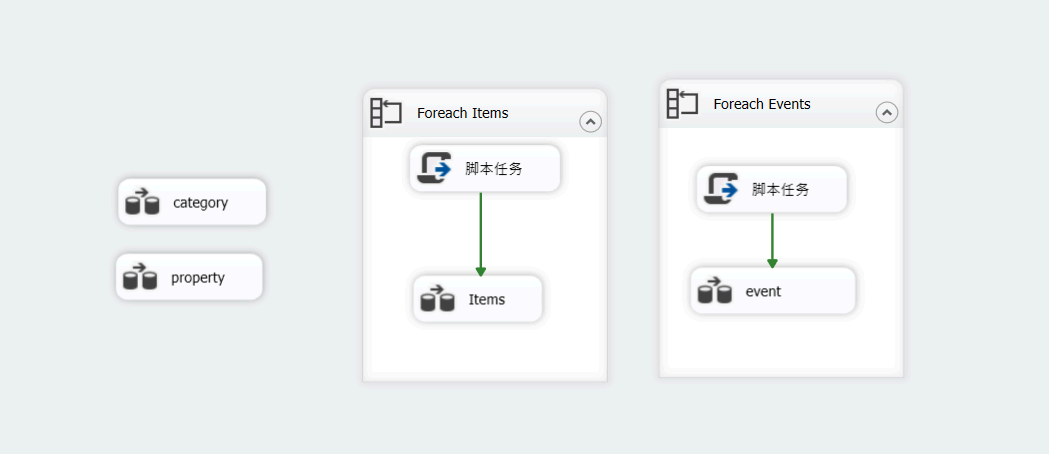 category
property
Foreach Items
脚本任务
Items
Foreach Events
脚本任务
event